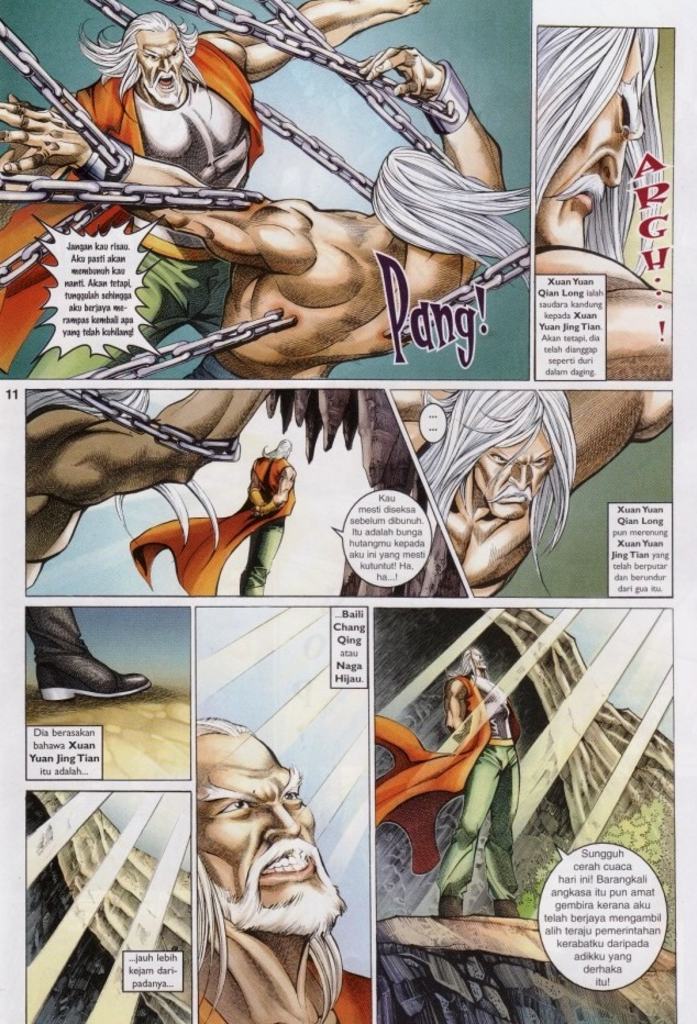 Jangan kau risau.
Aku pasti akan
membunuh kau
nanti. Akan tetapi,
tunggulah sehingga
aku berjaya me-
rampas kembali apa
yang telah kuhilang!
Pang!
ARGH...!
Xuan Yuan
Qian Long ialah
saudara kandung
kepada Xuan
Yuan Jing Tian.
Akan tetapi, dia
telah dianggap
seperti duri
dalam daging.
11
Kau
mesti diseksa
sebelum dibunuh.
Itu adalah bunga
hutangmu kepada
aku ini yang mesti
kutuntut! Ha,
ha...!
...
...
Xuan Yuan
Qian Long
pun merenung
Xuan Yuan
Jing Tian yang
telah berputar
dan berundur
dari gua itu.
Dia berasakan
bahawa Xuan
Yuan Jing Tian
itu adalah...
...jauh lebih
kejam dari-
padanya...
...Baili
Chang
Qing
atau
Naga
Hijau.
Sungguh
cerah cuaca
hari ini! Barangkali
angkasa itu pun amat
gembira kerana aku
telah berjaya mengambil
alih teraju pemerintahan
kerabatku daripada
adikku yang
derhaka
itu!